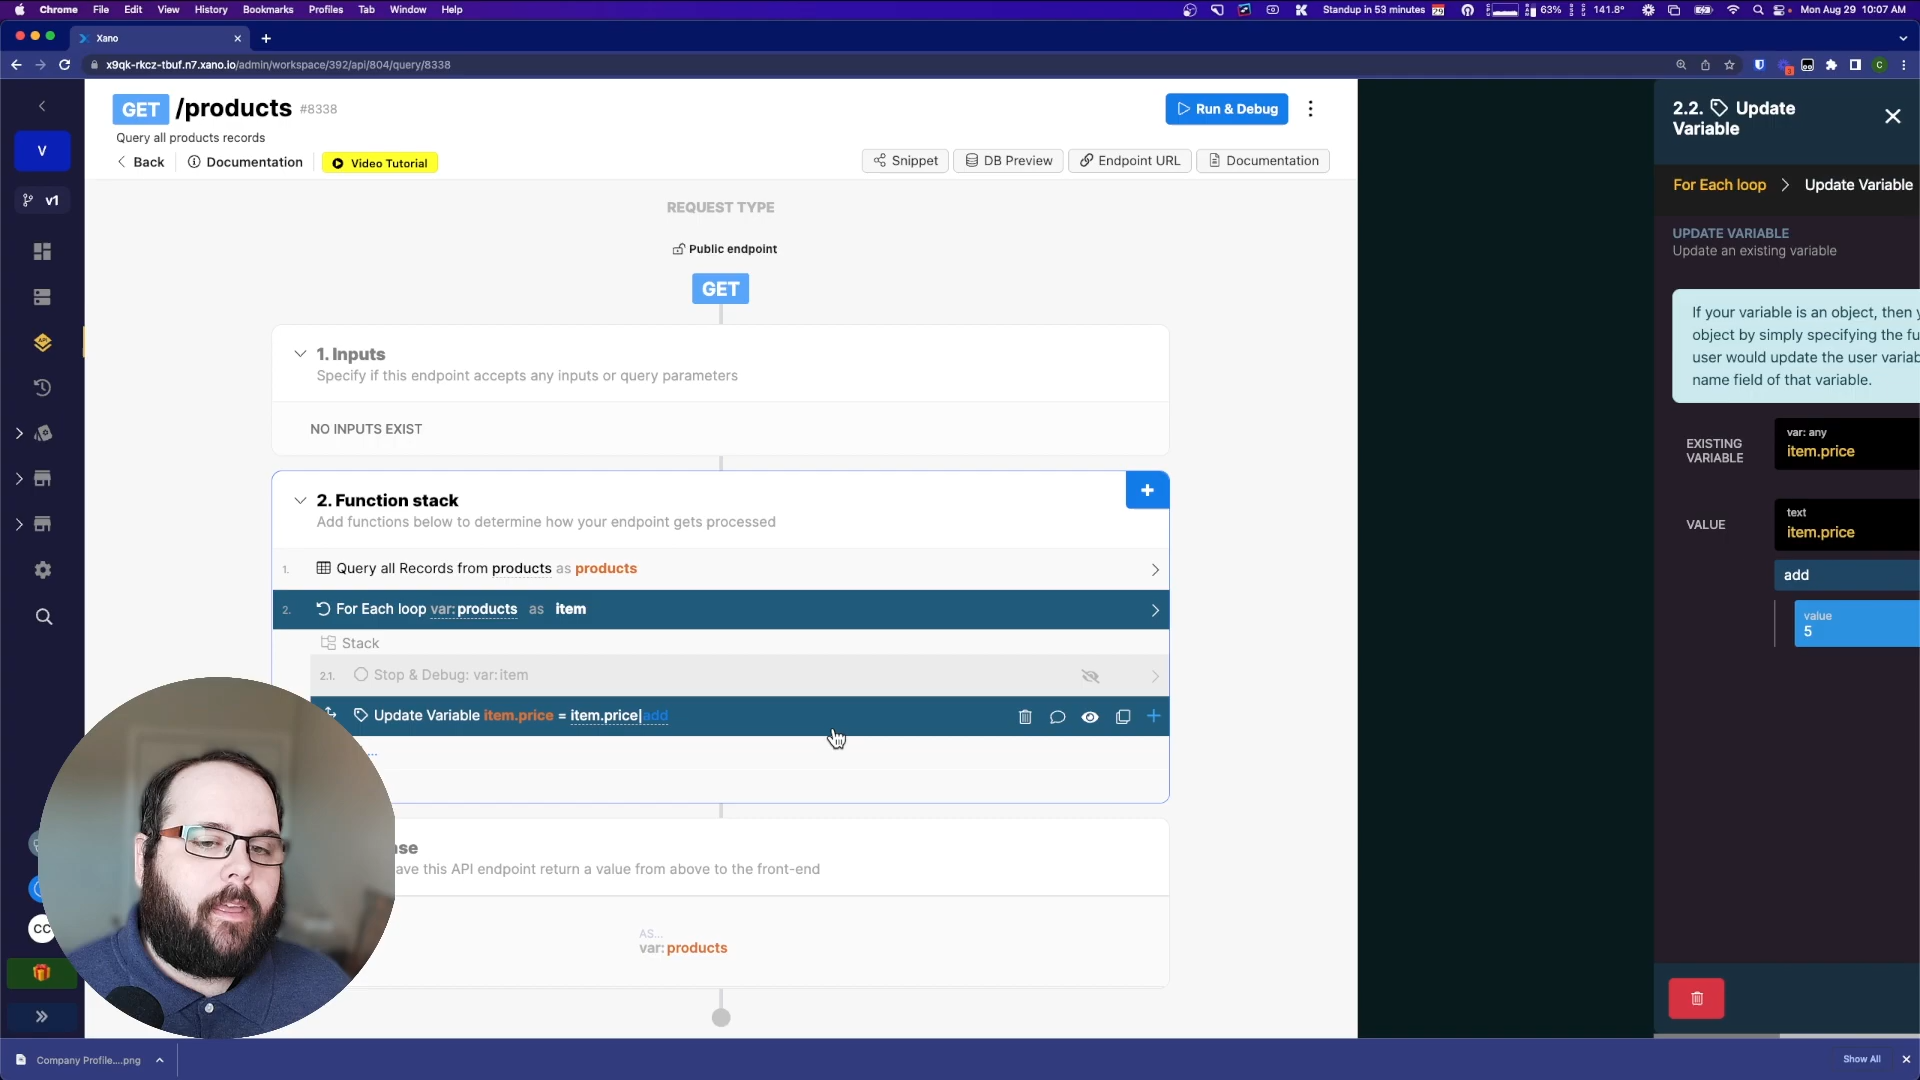 Chrome File Edit View History Bookmarks Profiles Tab Window Help
Standup in 53 minutes 63% 141.8° Mon Aug 29 10:07 AM
Xano
x9qk-rkcz-tbuf.n7.xano.io/admin/workspace/392/api/804/query/8338
V
v1
GET /products #8338
Query all products records
Back Documentation Video Tutorial
Run & Debug
Snippet DB Preview Endpoint URL Documentation
REQUEST TYPE
Public endpoint
GET
1. Inputs
Specify if this endpoint accepts any inputs or query parameters
NO INPUTS EXIST
2. Function stack
Add functions below to determine how your endpoint gets processed
1. Query all Records from products as products
2. For Each loop var:products as item
Stack
2.1. Stop & Debug: var:item
Update Variable item.price = item.price|add
se
ave this API endpoint return a value from above to the front-end
AS...
var:products
CC
2.2. Update
Variable
For Each loop > Update Variable
UPDATE VARIABLE
Update an existing variable
If your variable is an object, then y
object by simply specifying the fu
user would update the user variab
name field of that variable.
EXISTING
VARIABLE
var: any
item.price
VALUE
text
item.price
add
value
5
Company Profile....png
Show All